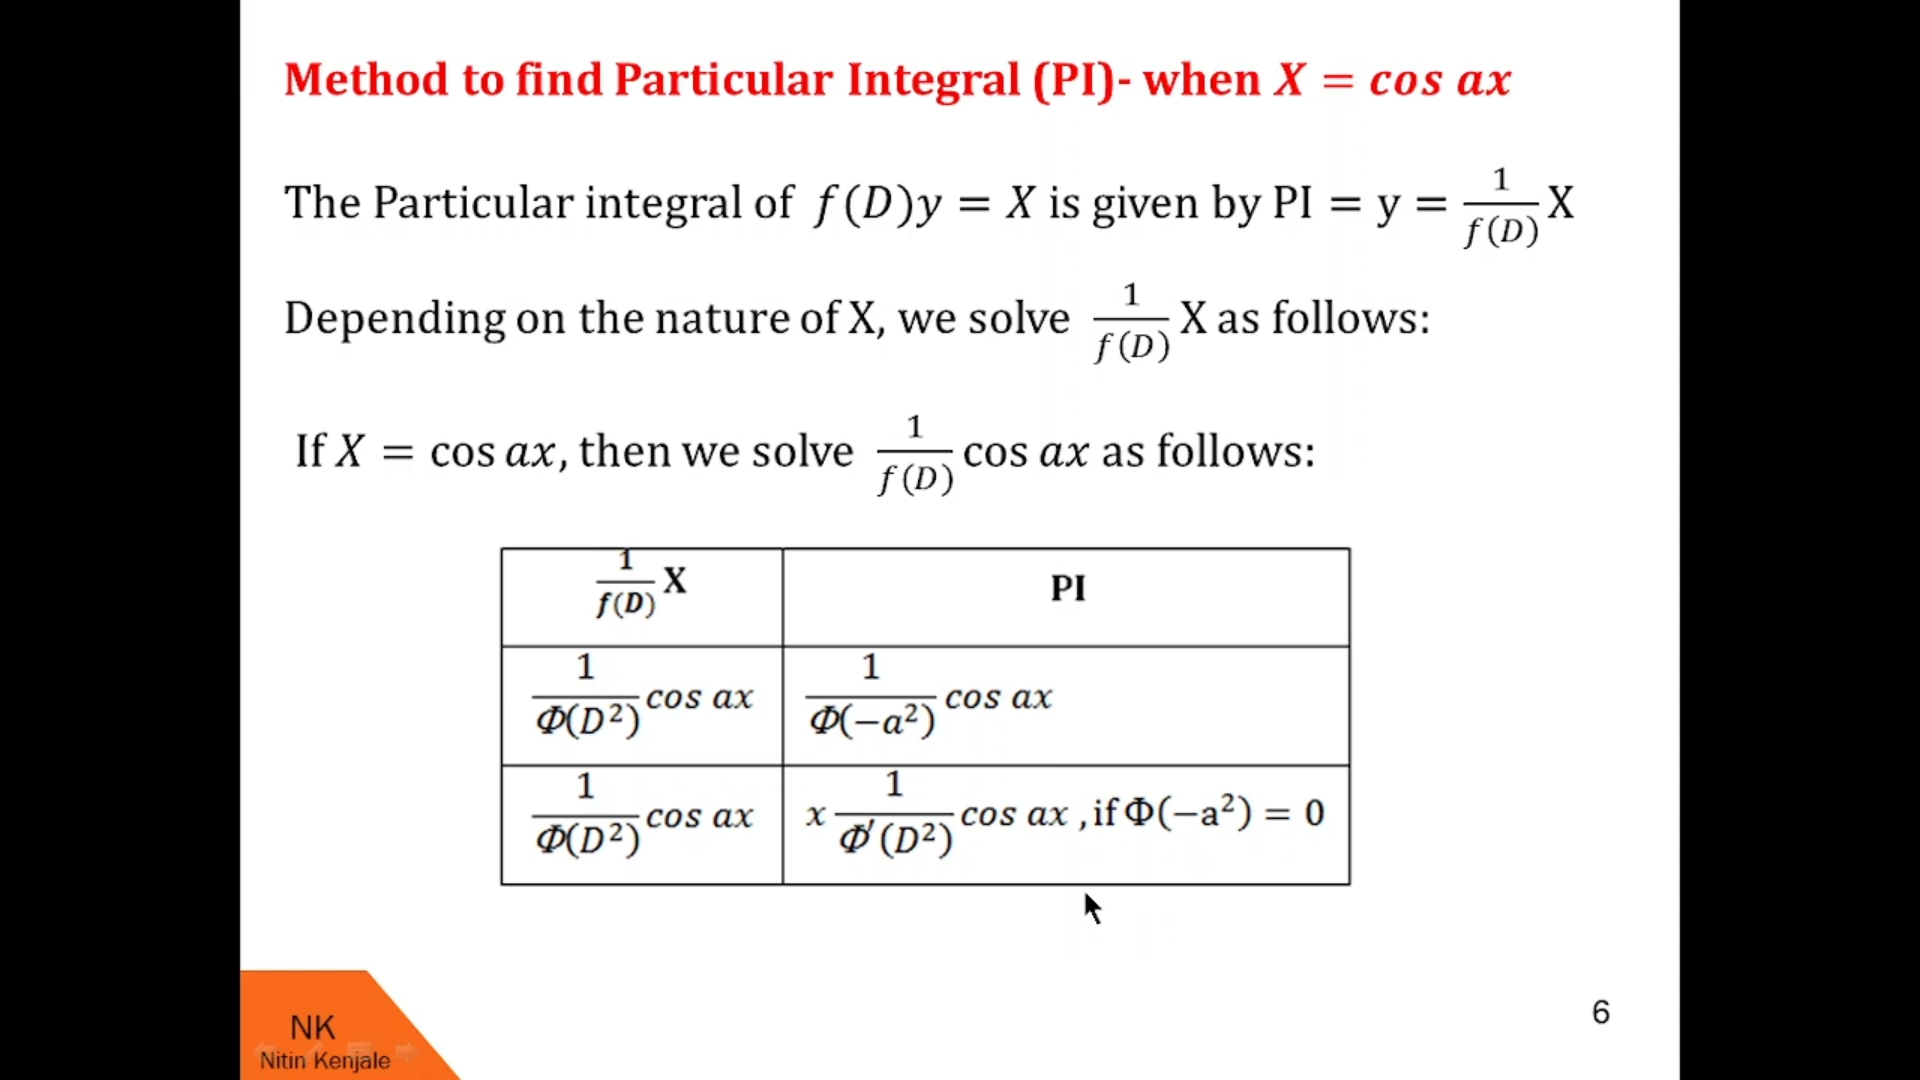 Method to find Particular Integral (PI)- when X = cos ax
The Particular integral of f(D)y = X is given by PI = y = 1/f(D) X
Depending on the nature of X, we solve 1/f(D) X as follows:
If X = cos ax, then we solve 1/f(D) cos ax as follows:
1/f(D) X	PI
1/Φ(D²) cos ax	1/Φ(−a²) cos ax
1/Φ(D²) cos ax	x 1/Φ′(D²) cos ax , if Φ(−a²) = 0
NK
Nitin Kenjale
6